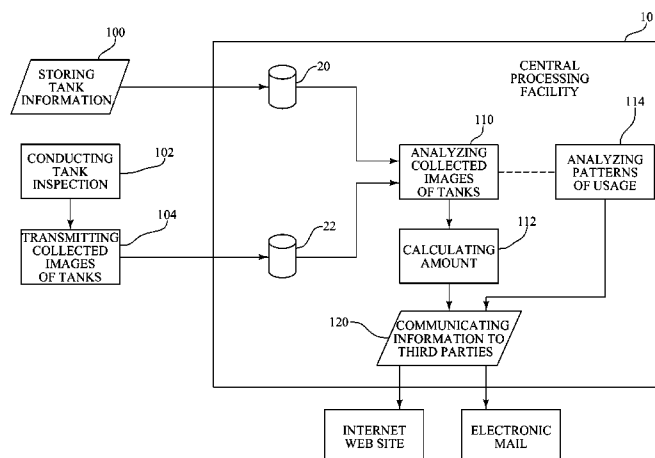 100
STORING
TANK
INFORMATION
20
10
CENTRAL
PROCESSING
FACILITY
102
CONDUCTING
TANK
INSPECTION
110
ANALYZING
COLLECTED
IMAGES
OF TANKS
114
ANALYZING
PATTERNS
OF USAGE
104
TRANSMITTING
COLLECTED
IMAGES
OF TANKS
22
112
CALCULATING
AMOUNT
120
COMMUNICATING
INFORMATION TO
THIRD PARTIES
INTERNET
WEB SITE
ELECTRONIC
MAIL